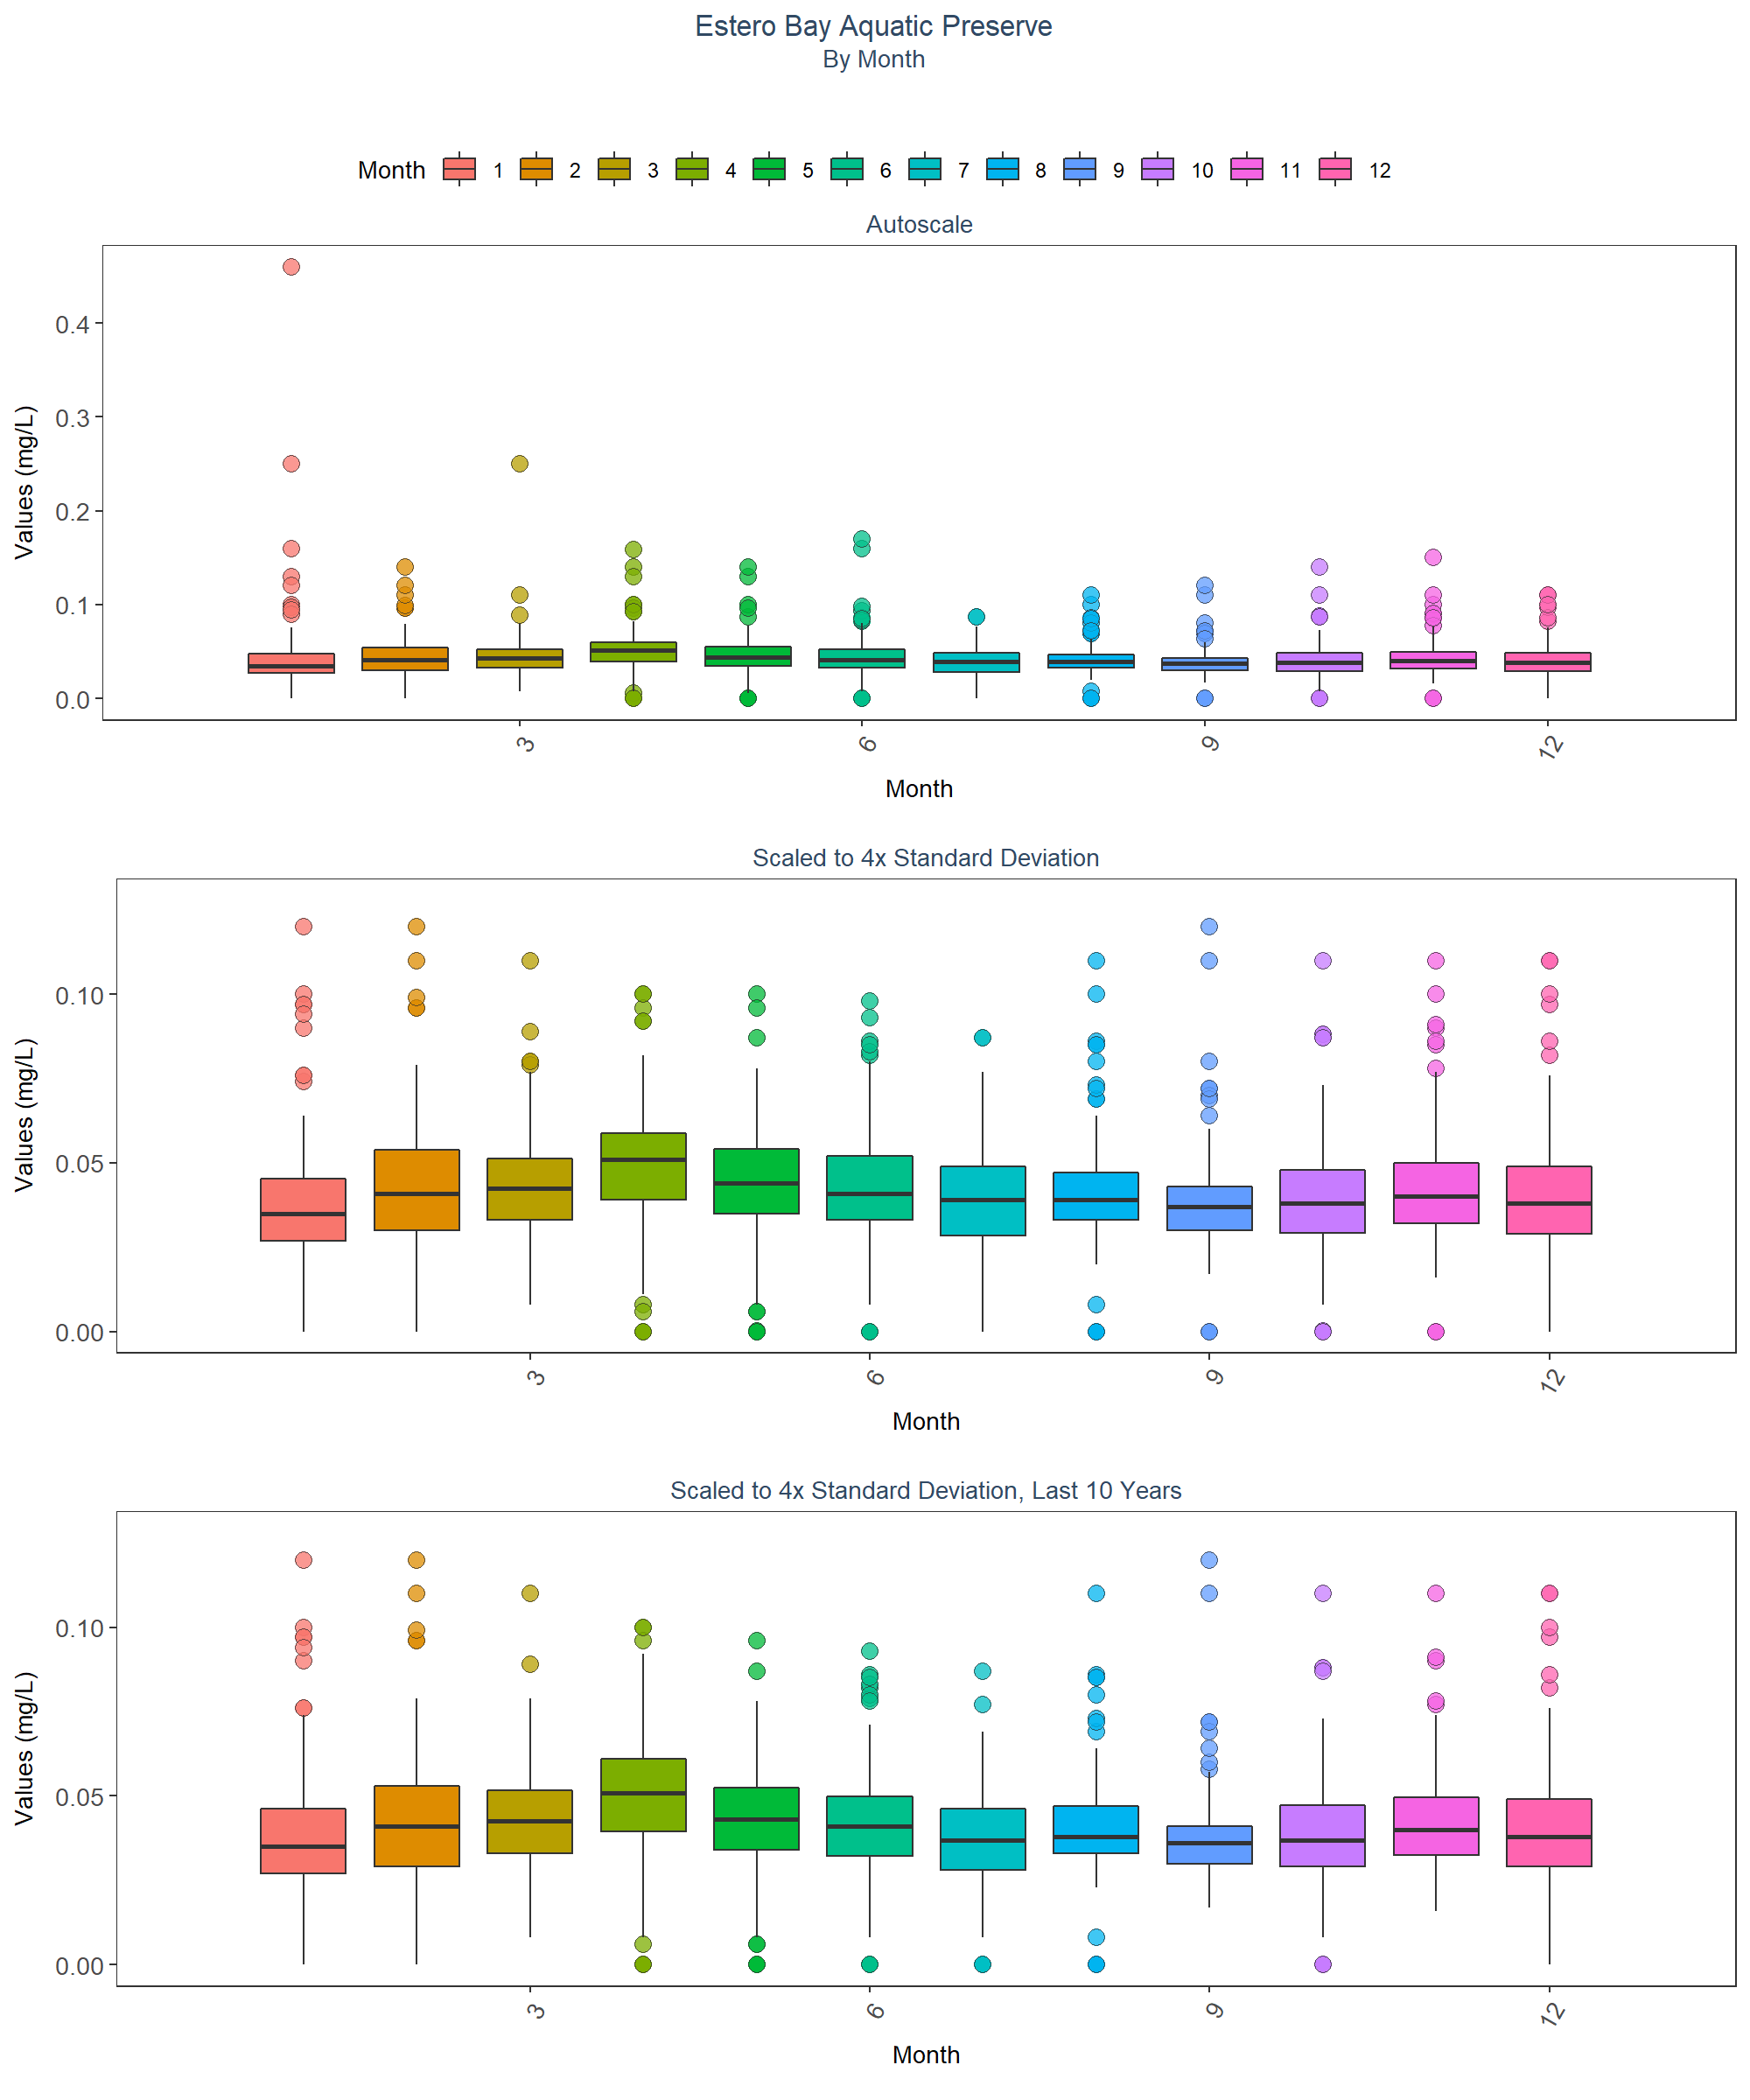 Estero Bay Aquatic Preserve
By Month
Month 1 2 3 4 5 6 7 8 9 10 11 12
Autoscale
Values (mg/L)
0.4
0.3
0.2
0.1
0.0
3 6 9 12
Month
Scaled to 4x Standard Deviation
Values (mg/L)
0.10
0.05
0.00
3 6 9 12
Month
Scaled to 4x Standard Deviation, Last 10 Years
Values (mg/L)
0.10
0.05
0.00
3 6 9 12
Month